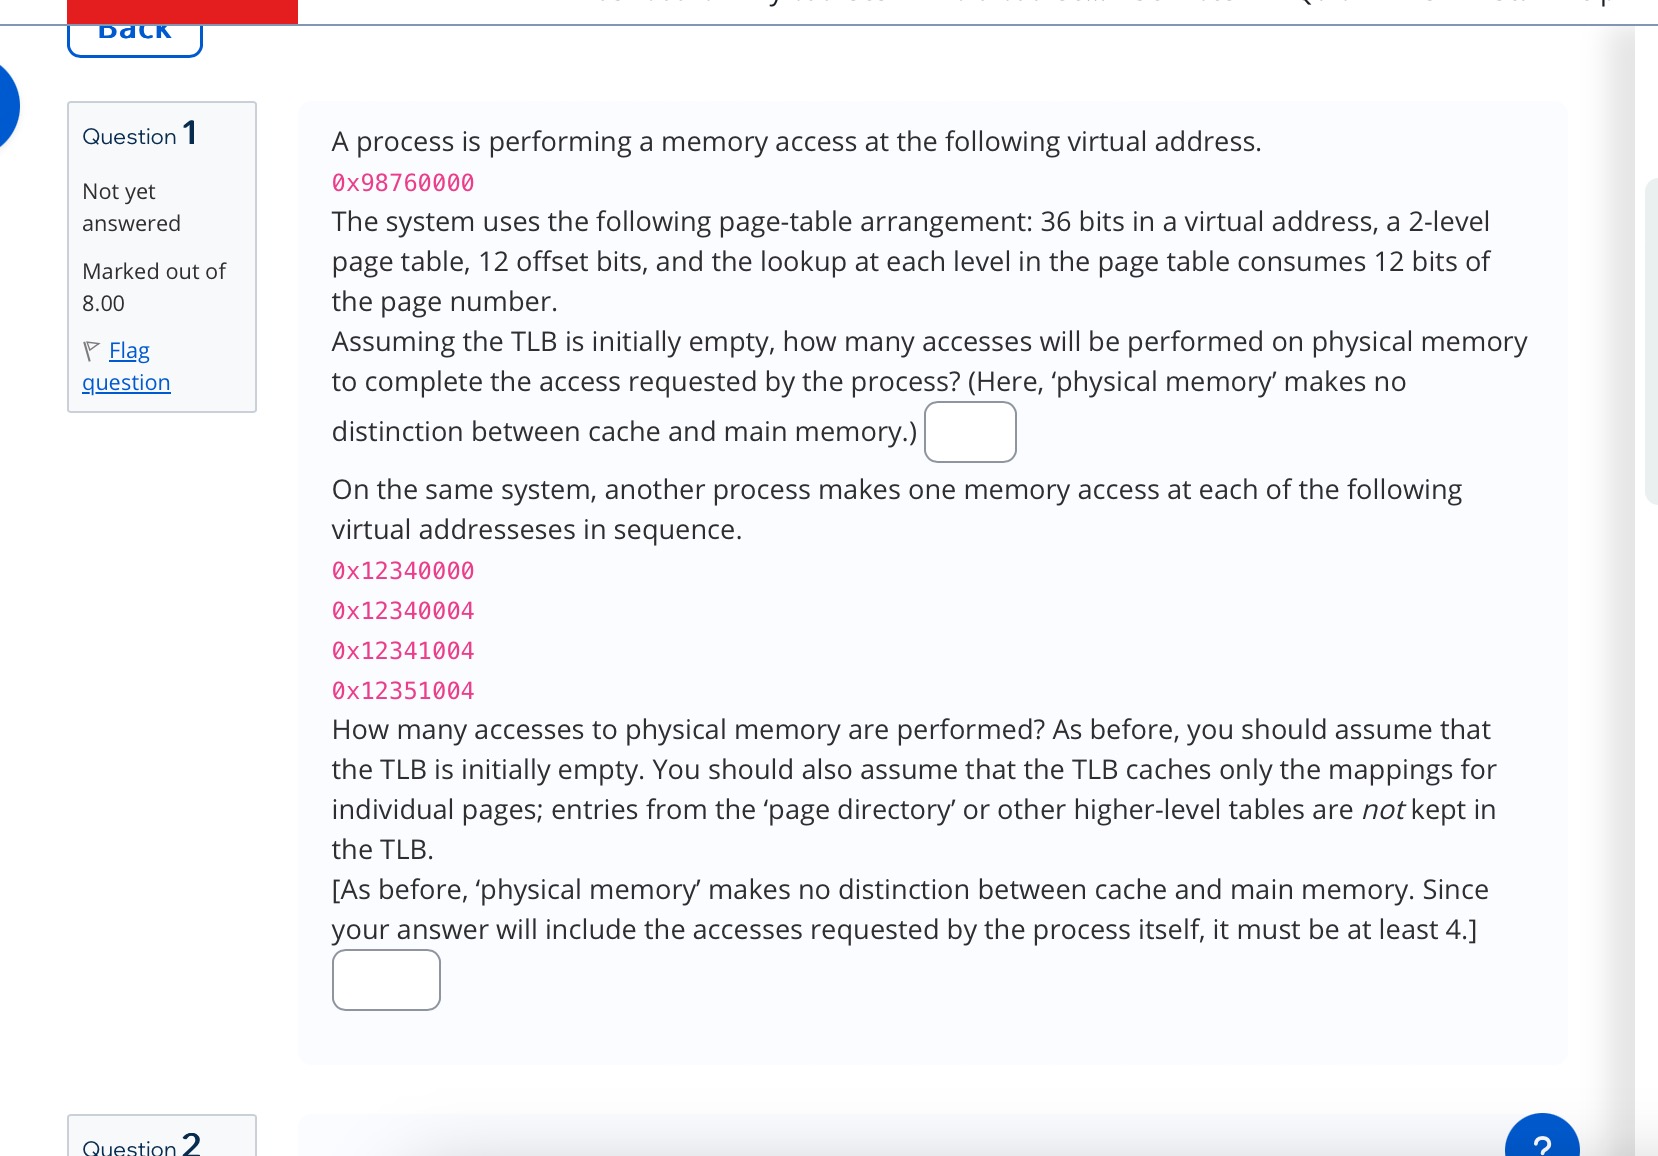 Back
Question 1
Not yet
answered
Marked out of
8.00
Flag
question
A process is performing a memory access at the following virtual address.
0x98760000
The system uses the following page-table arrangement: 36 bits in a virtual address, a 2-level
page table, 12 offset bits, and the lookup at each level in the page table consumes 12 bits of
the page number.
Assuming the TLB is initially empty, how many accesses will be performed on physical memory
to complete the access requested by the process? (Here, ‘physical memory’ makes no
distinction between cache and main memory.)
On the same system, another process makes one memory access at each of the following
virtual addresseses in sequence.
0x12340000
0x12340004
0x12341004
0x12351004
How many accesses to physical memory are performed? As before, you should assume that
the TLB is initially empty. You should also assume that the TLB caches only the mappings for
individual pages; entries from the ‘page directory’ or other higher-level tables are not kept in
the TLB.
[As before, ‘physical memory’ makes no distinction between cache and main memory. Since
your answer will include the accesses requested by the process itself, it must be at least 4.]
Question 2
?